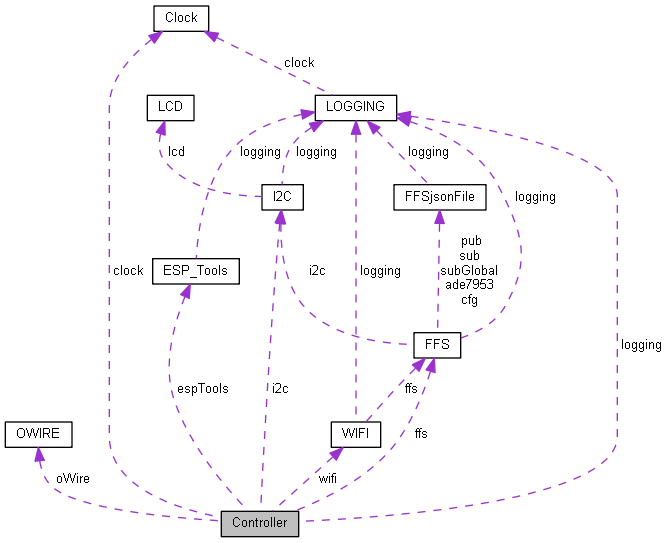 Clock
clock
LCD
LOGGING
lcd
logging
logging
logging
I2C
FFSjsonFile
logging
pub
sub
subGlobal
ade7953
cfg
ESP_Tools
clock
i2c
logging
FFS
logging
espTools
i2c
ffs
OWIRE
WIFI
ffs
oWire
wifi
Controller